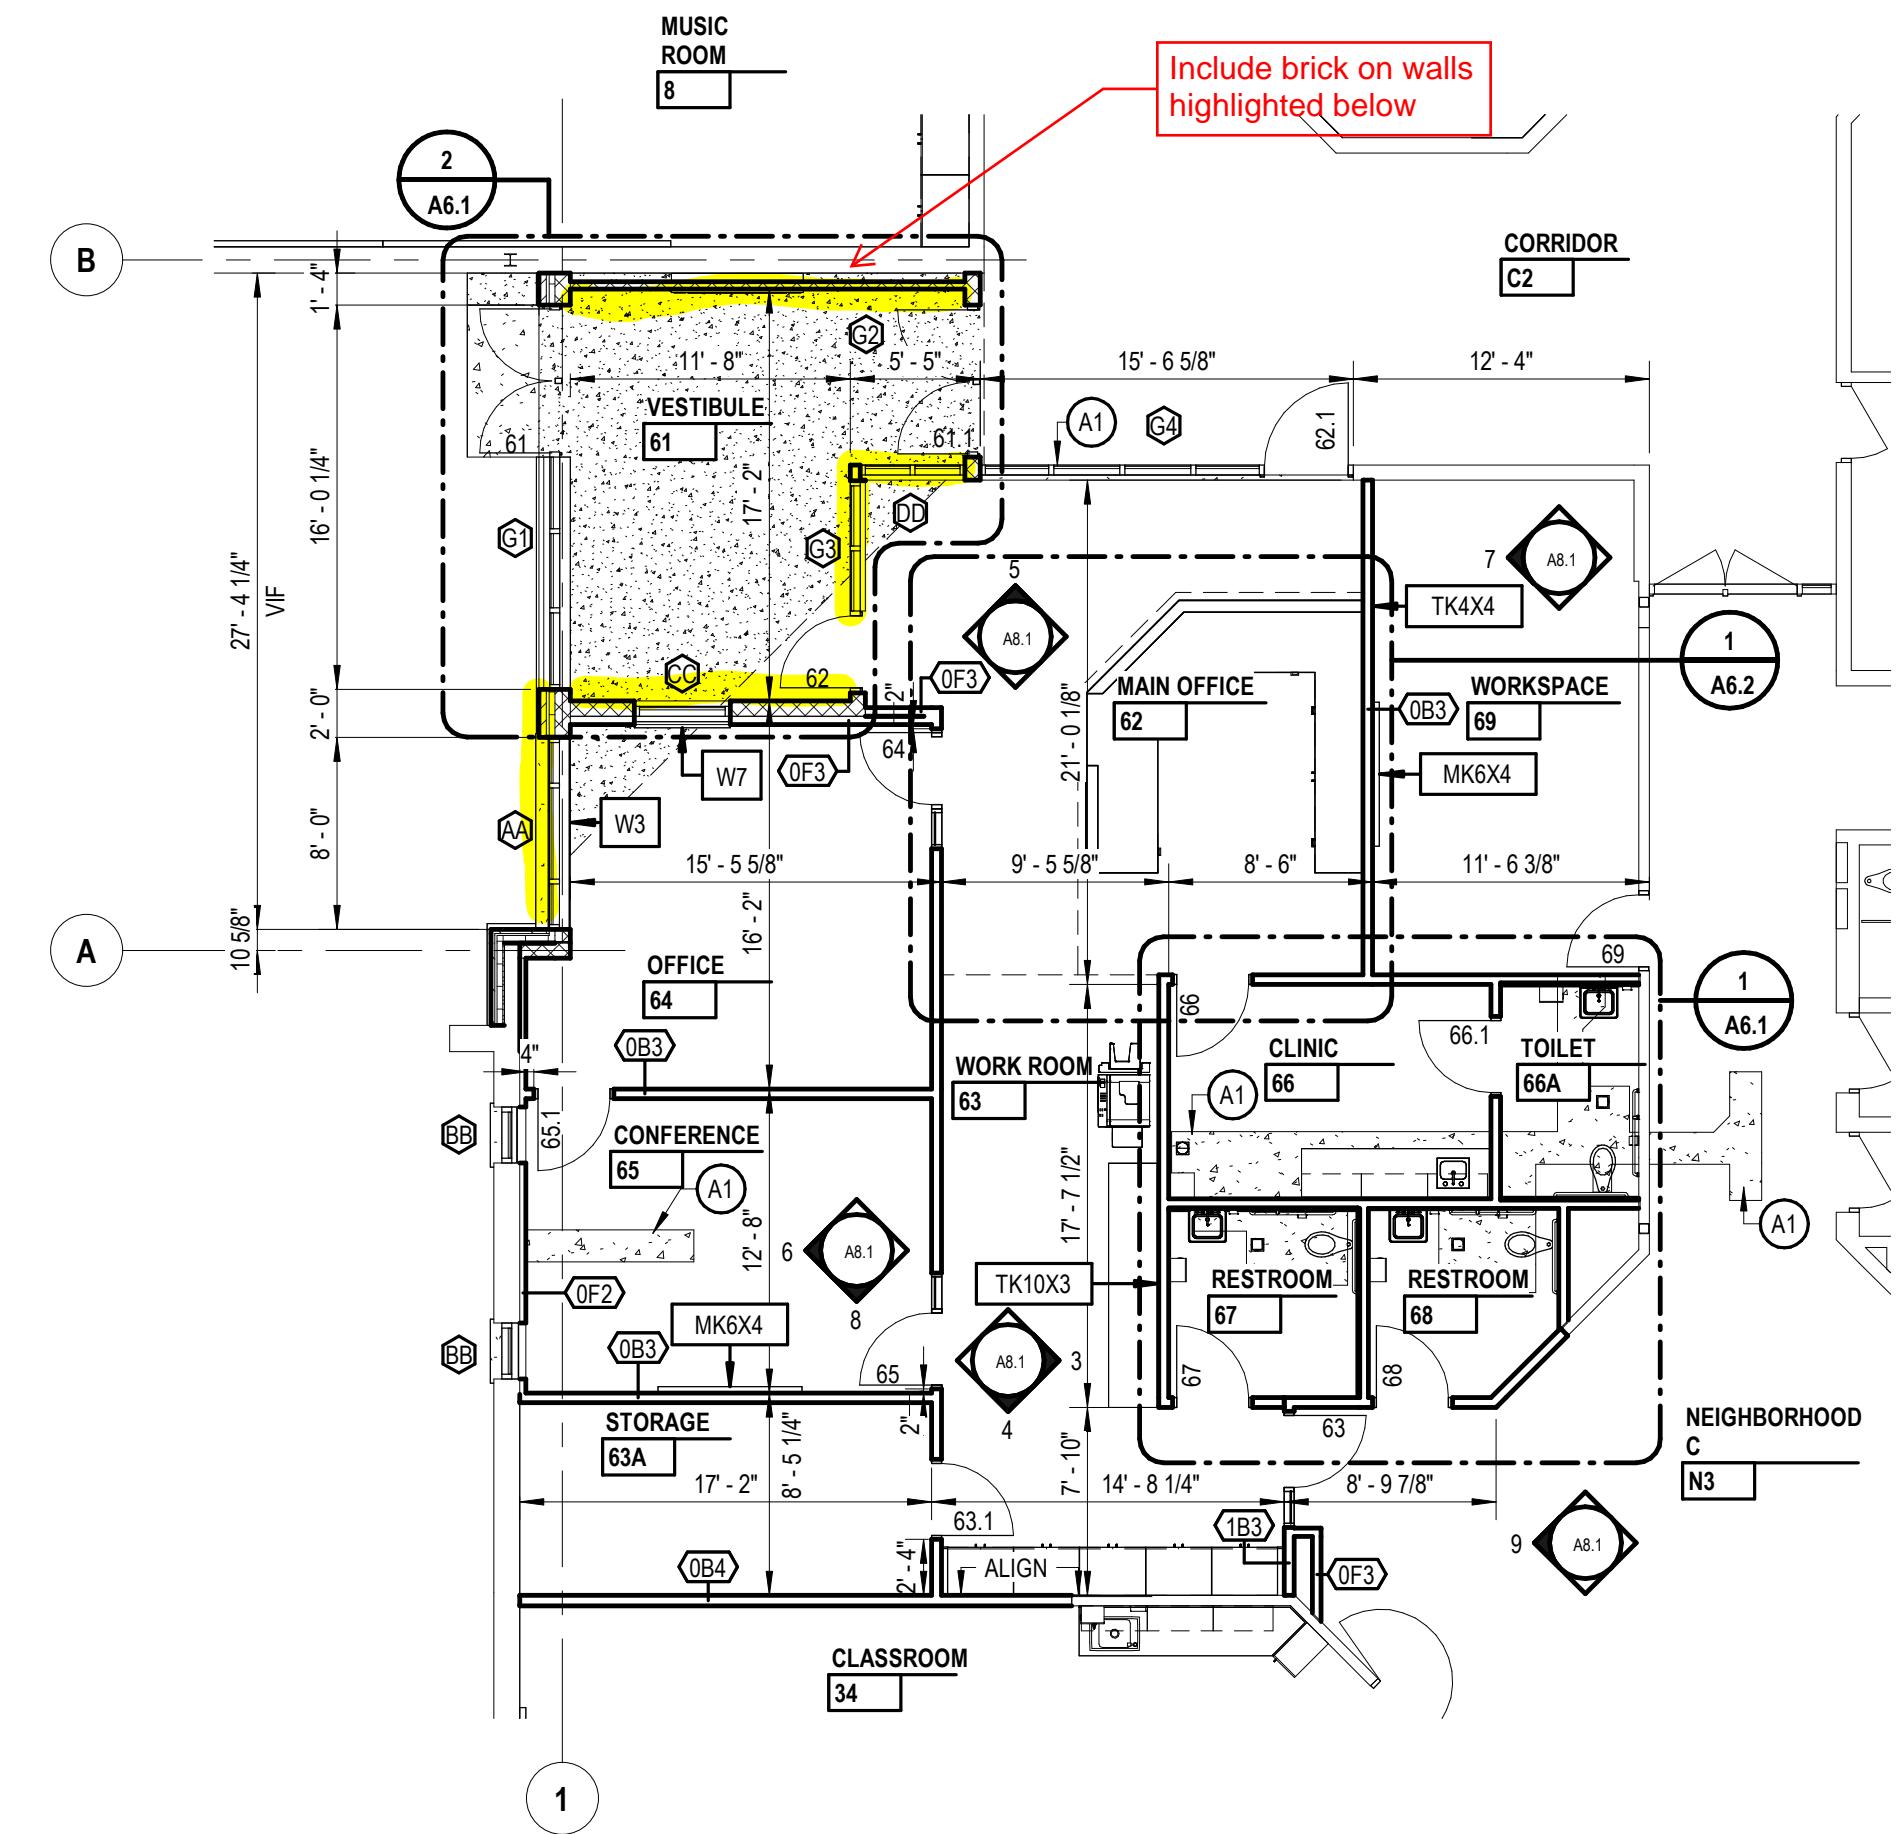 MUSIC
ROOM
8
Include brick on walls
highlighted below
2
A6.1
B
CORRIDOR
C2
1' - 4"
G2
11' - 8"
5' - 5"
15' - 6 5/8"
12' - 4"
VESTIBULE
61
61
61.1
A1
G4
62.1
17' - 2"
16' - 0 1/4"
27' - 4 1/4"
VIF
G1
G3
DD
5
A8.1
7
A8.1
TK4X4
1
A6.2
CC
62
2"
0F3
MAIN OFFICE
62
0B3
WORKSPACE
69
2' - 0"
64
W7
0F3
21' - 0 1/8"
MK6X4
AA
W3
8' - 0"
15' - 5 5/8"
9' - 5 5/8"
8' - 6"
11' - 6 3/8"
A
10 5/8"
16' - 2"
OFFICE
64
69
1
A6.1
66
66.1
4"
0B3
WORK ROOM
63
CLINIC
66
TOILET
66A
A1
BB
65.1
CONFERENCE
65
A1
17' - 7 1/2"
A1
12' - 8"
6
A8.1
8
0F2
TK10X3
RESTROOM
67
RESTROOM
68
MK6X4
0B3
BB
65
A8.1
3
4
67
68
STORAGE
63A
2"
63
NEIGHBORHOOD
C
N3
17' - 2"
8' - 5 1/4"
7' - 10"
14' - 8 1/4"
8' - 9 7/8"
63.1
1B3
9
A8.1
0B4
2' - 4"
ALIGN
0F3
CLASSROOM
34
1